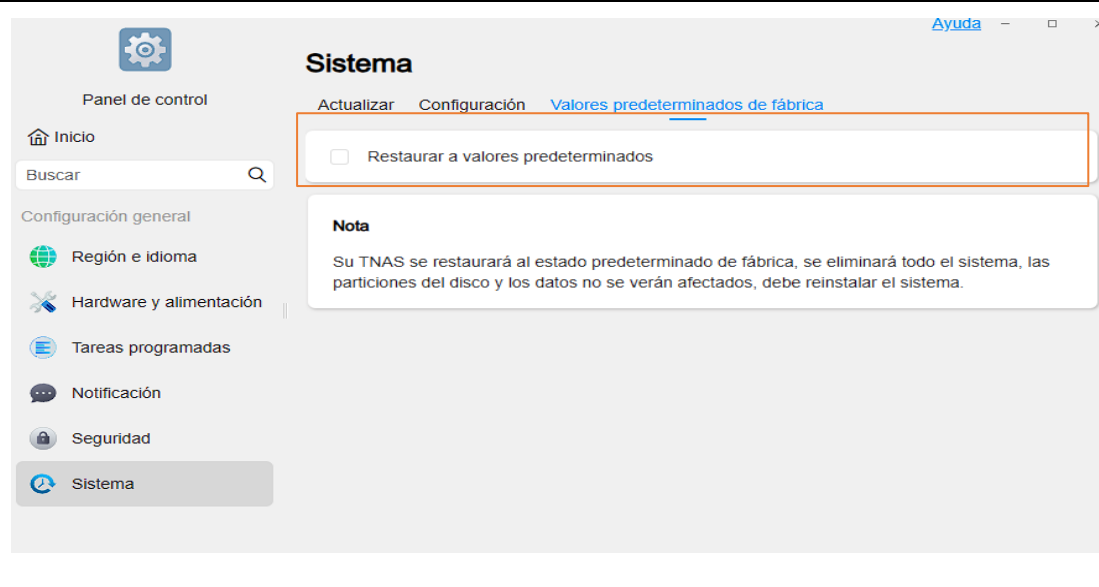 Ayuda
Panel de control
Inicio
Buscar
Configuración general
Región e idioma
Hardware y alimentación
Tareas programadas
Notificación
Seguridad
Sistema
Sistema
Actualizar Configuración Valores predeterminados de fábrica
Restaurar a valores predeterminados
Nota
Su TNAS se restaurará al estado predeterminado de fábrica, se eliminará todo el sistema, las
particiones del disco y los datos no se verán afectados, debe reinstalar el sistema.